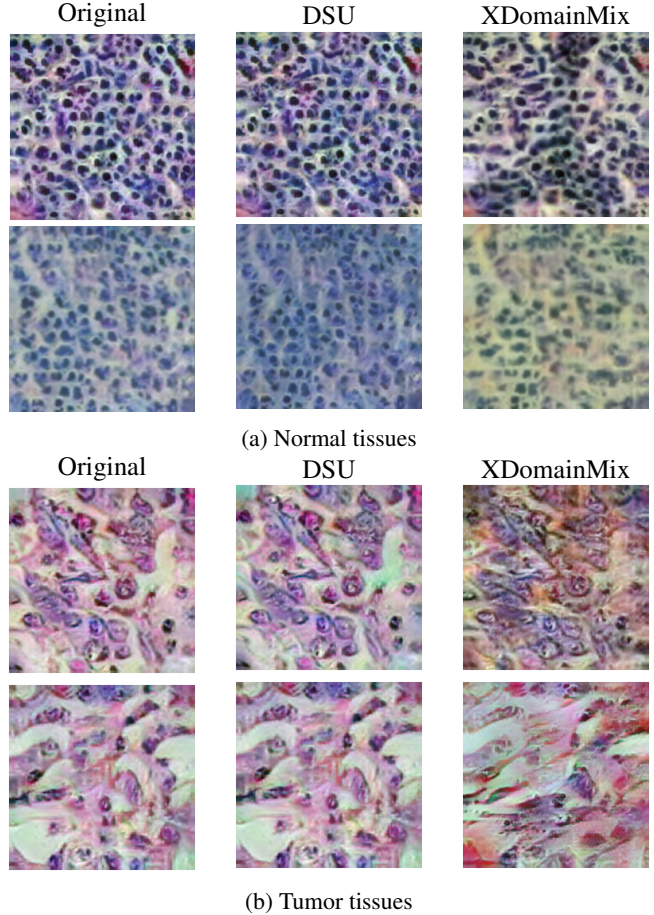 Original DSU XDomainMix
(a) Normal tissues
Original DSU XDomainMix
(b) Tumor tissues